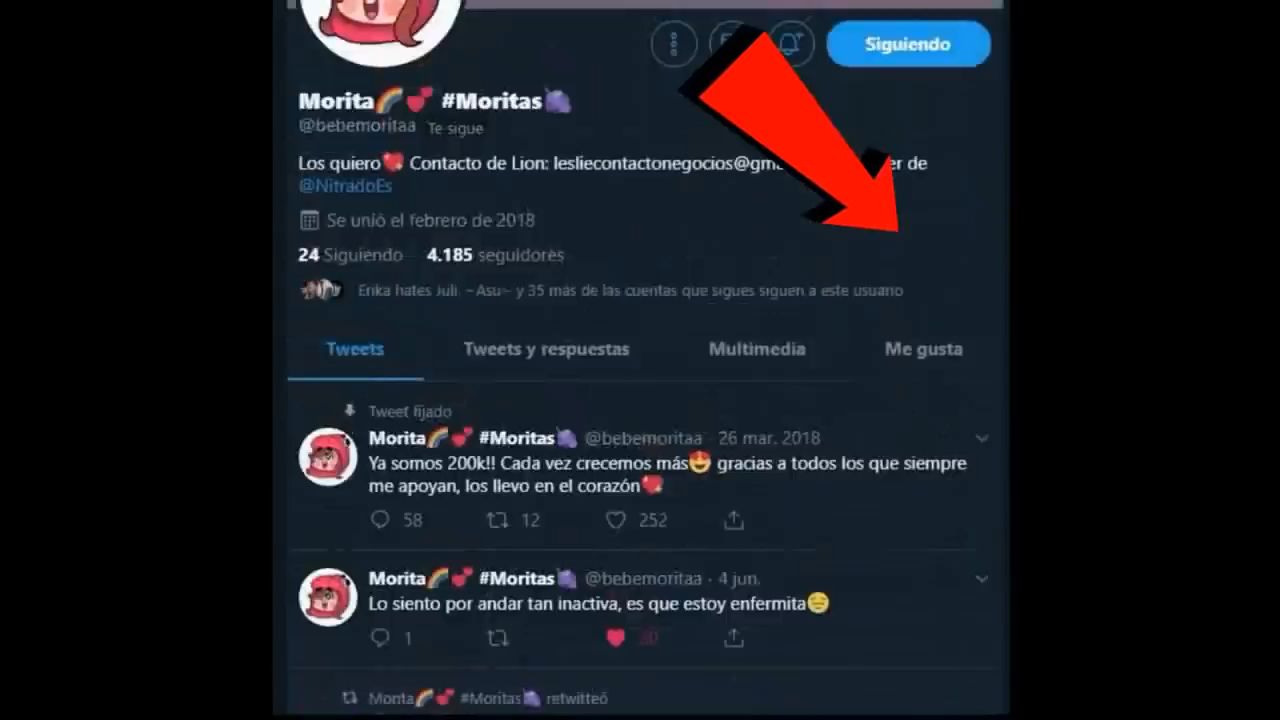 Siguiendo
Morita🌈💕 #Moritas🍇
@bebemoritaa Te sigue
Los quiero💖 Contacto de Lion: lesliecontactonegocios@gm er de
@NitradoEs
Se unió el febrero de 2018
24 Siguiendo 4.185 seguidores
Erika hates Juli. ~Asu~ y 35 más de las cuentas que sigues siguen a este usuario
Tweets Tweets y respuestas Multimedia Me gusta
Tweet fijado
Morita🌈💕 #Moritas🍇 @bebemoritaa · 26 mar. 2018
Ya somos 200k!! Cada vez crecemos más😍 gracias a todos los que siempre
me apoyan, los llevo en el corazón💖
58 12 252
Morita🌈💕 #Moritas🍇 @bebemoritaa · 4 jun.
Lo siento por andar tan inactiva, es que estoy enfermita😔
1
Morita🌈💕 #Moritas🍇 retwitteó